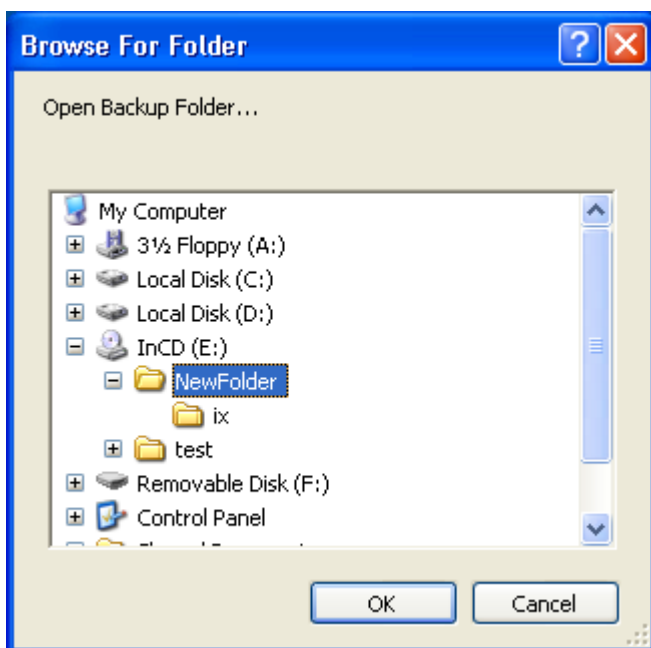 Browse For Folder
Open Backup Folder...
My Computer
3½ Floppy (A:)
Local Disk (C:)
Local Disk (D:)
InCD (E:)
NewFolder
ix
test
Removable Disk (F:)
Control Panel
OK Cancel